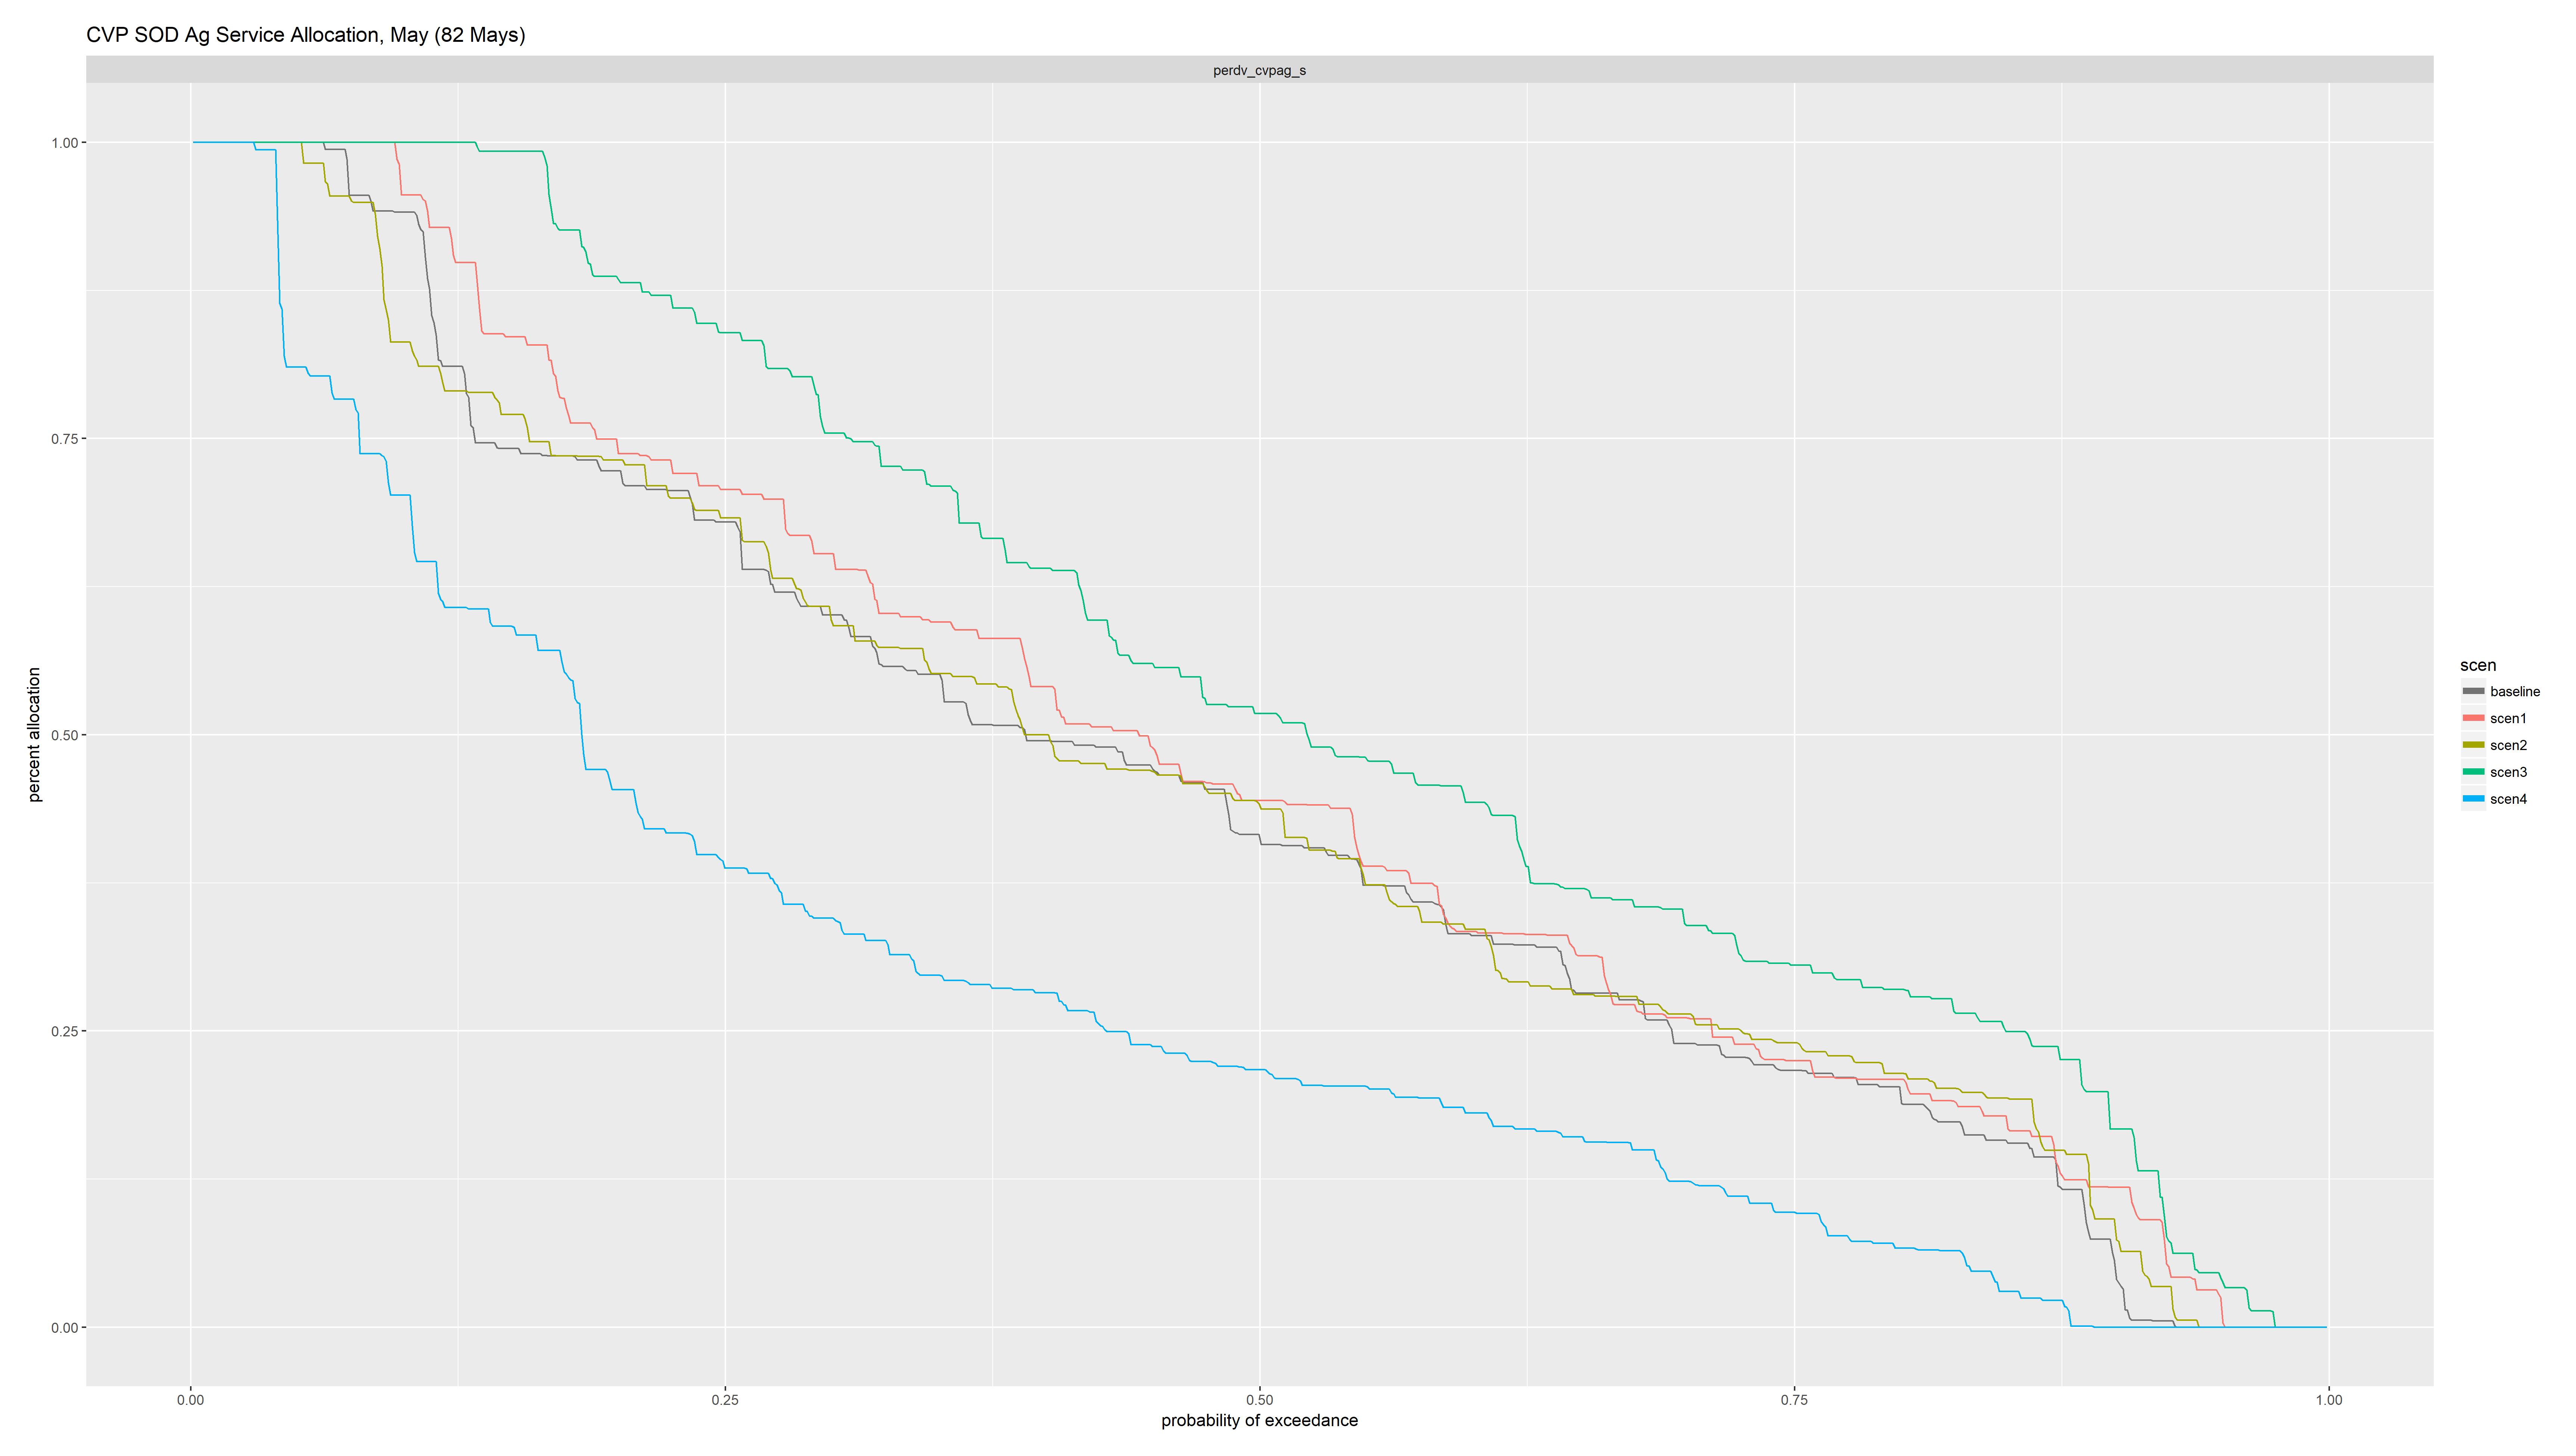 CVP SOD Ag Service Allocation, May (82 Mays)
perdv_cvpag_s
1.00
0.75
0.50
0.25
0.00
percent allocation
0.00 0.25 0.50 0.75 1.00
probability of exceedance
scen
baseline
scen1
scen2
scen3
scen4